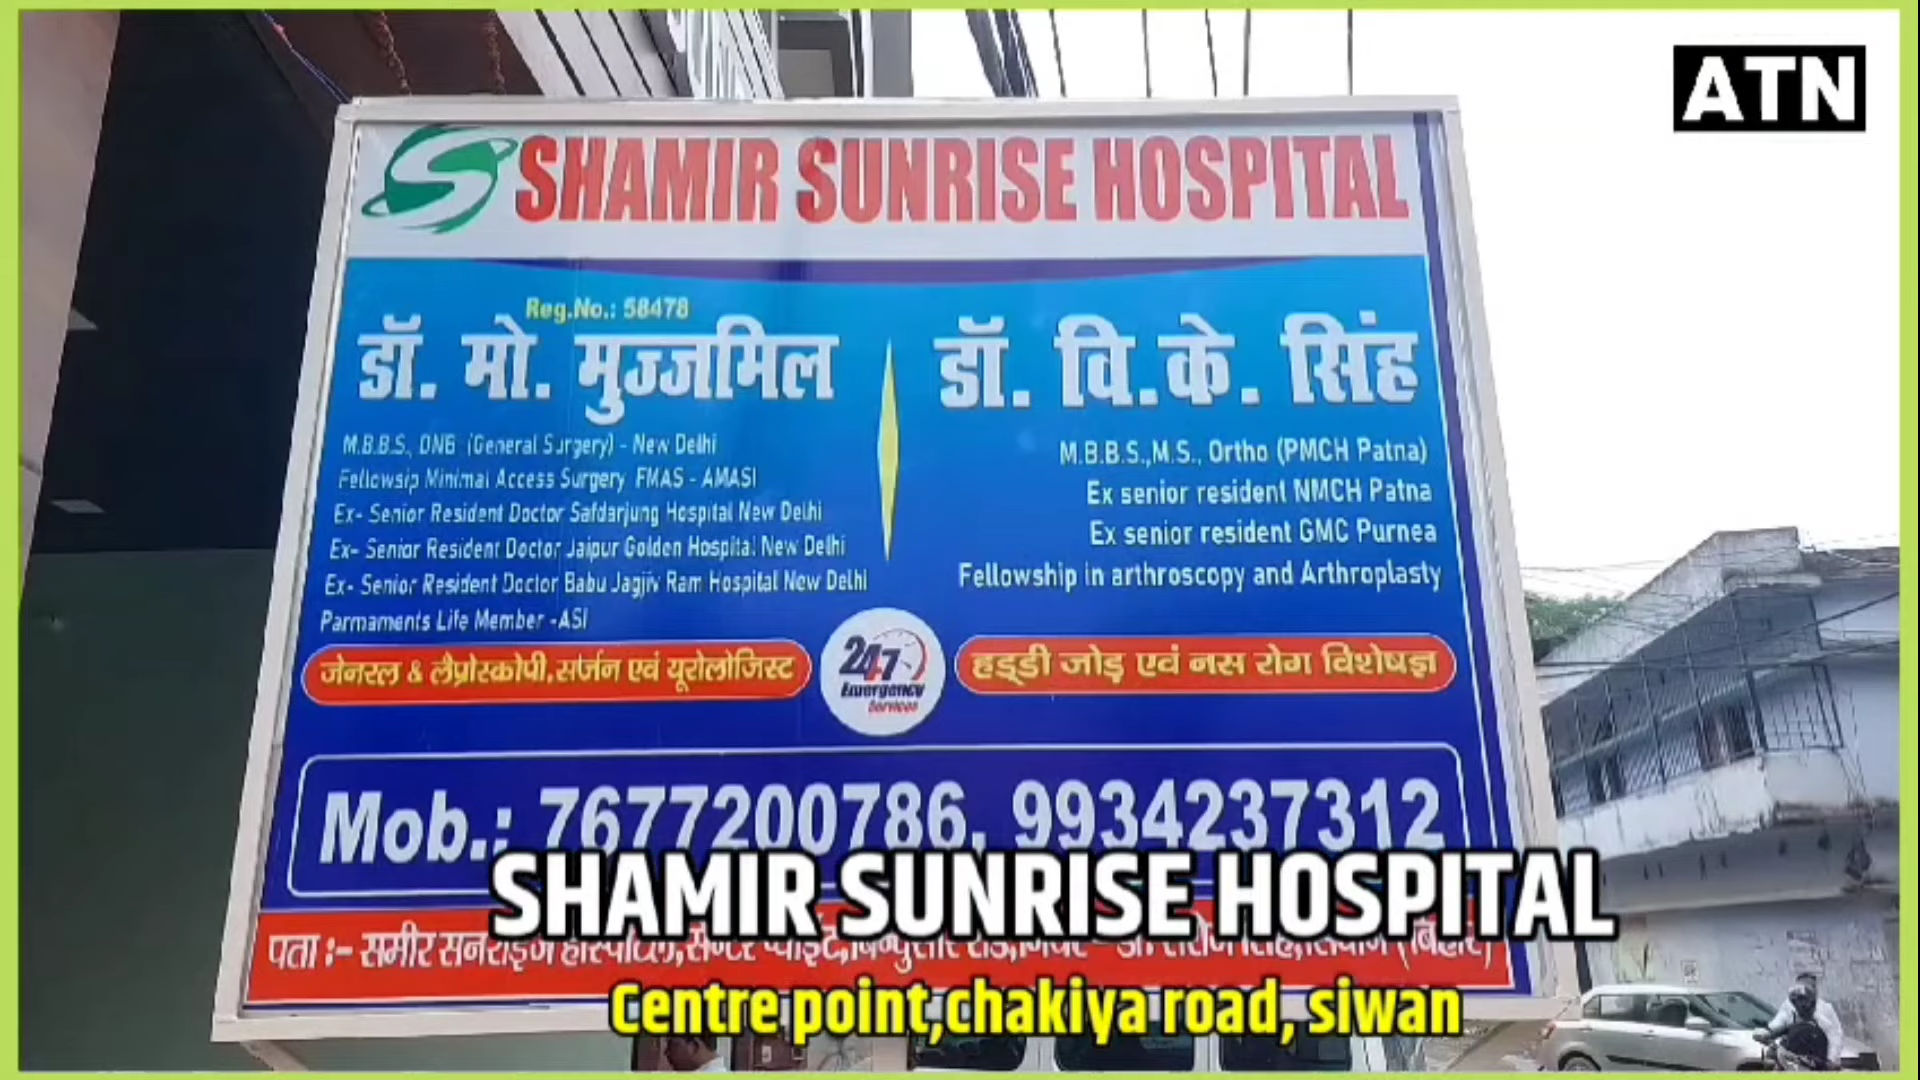 ATN
SHAMIR SUNRISE HOSPITAL
Reg.No.: 58478
डॉ. मो. मुज्जमिल
M.B.B.S., DNB (General Surgery) - New Delhi
Fellowsip Minimal Access Surgery FMAS - AMASI
Ex- Senior Resident Doctor Safdarjung Hospital New Delhi
Ex- Senior Resident Doctor Jaipur Golden Hospital New Delhi
Ex- Senior Resident Doctor Babu Jagjiv Ram Hospital New Delhi
Parmaments Life Member -ASI
जेनरल & लैप्रोस्कोपी,सर्जन एवं यूरोलोजिस्ट
डॉ. वि.के. सिंह
M.B.B.S.,M.S., Ortho (PMCH Patna)
Ex senior resident NMCH Patna
Ex senior resident GMC Purnea
Fellowship in arthroscopy and Arthroplasty
हड्डी जोड़ एवं नस रोग विशेषज्ञ
24x7
Emergency
Services
Mob.: 7677200786, 9934237312
SHAMIR SUNRISE HOSPITAL
पता :- समीर सनराईज हॉस्पीटल,सेन्टर प्वाईंट,
Centre point,chakiya road, siwan